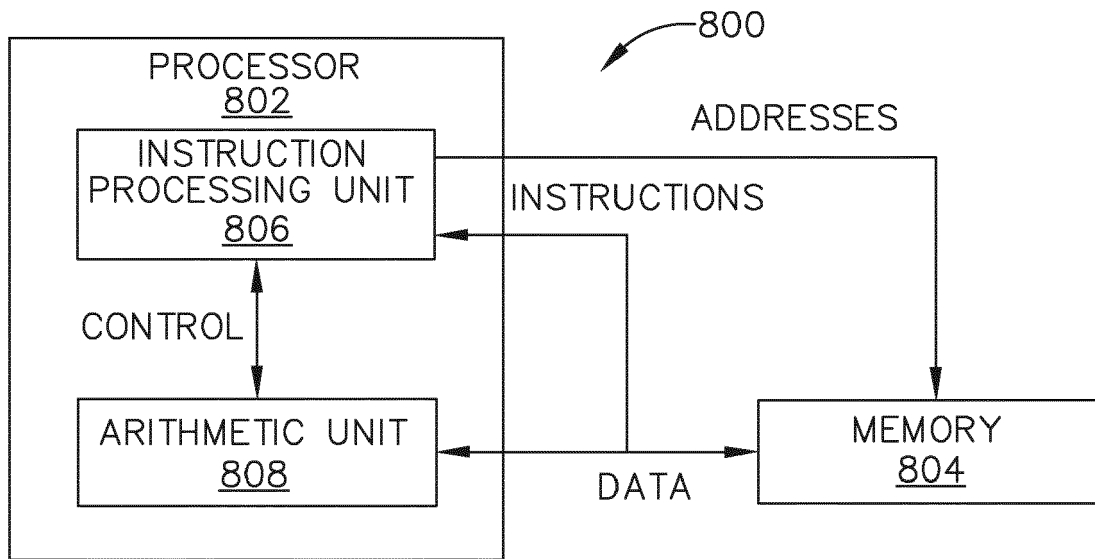 800
PROCESSOR
802
ADDRESSES
INSTRUCTION
PROCESSING UNIT
806
INSTRUCTIONS
CONTROL
ARITHMETIC UNIT
808
DATA
MEMORY
804